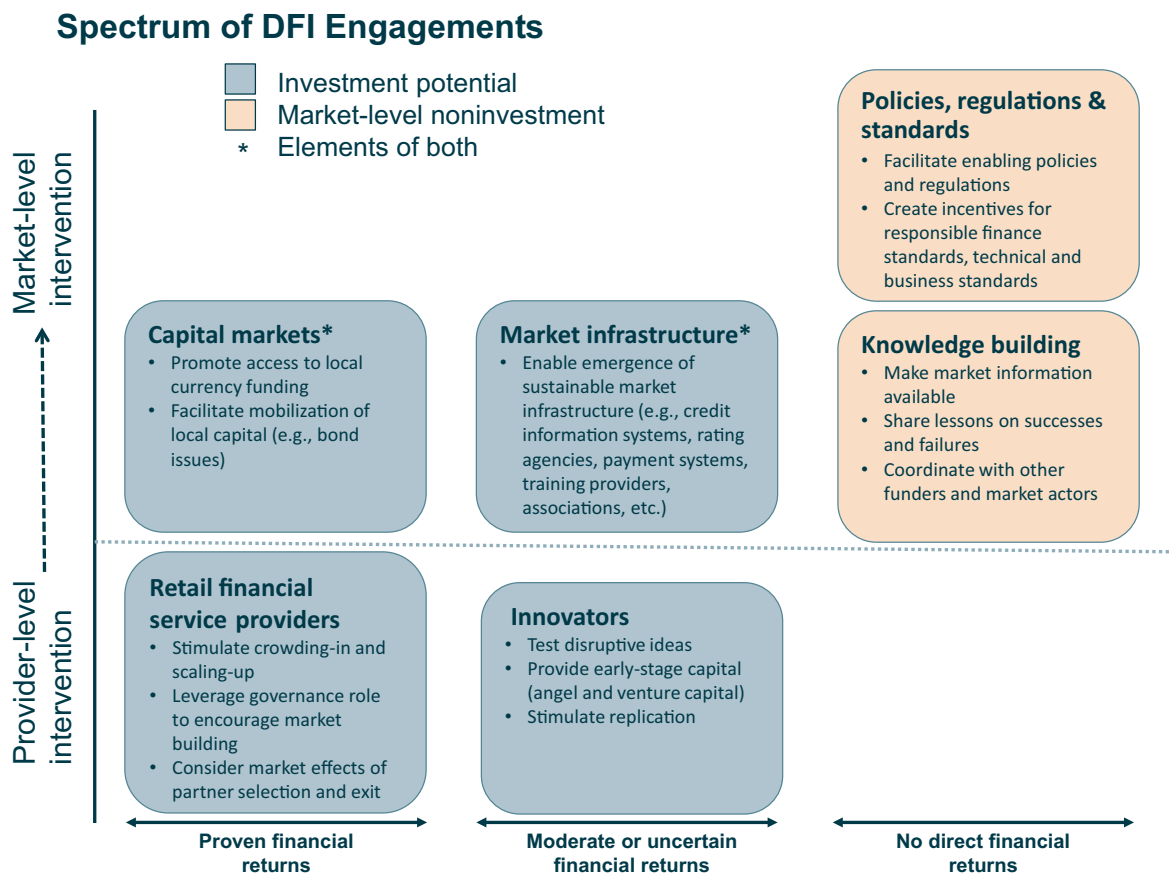 Spectrum of DFI Engagements
Investment potential
Market-level noninvestment
* Elements of both
Market-level
intervention
Provider-level
intervention
Policies, regulations &
standards
• Facilitate enabling policies
and regulations
• Create incentives for
responsible finance
standards, technical and
business standards
Capital markets*
• Promote access to local
currency funding
• Facilitate mobilization of
local capital (e.g., bond
issues)
Market infrastructure*
• Enable emergence of
sustainable market
infrastructure (e.g., credit
information systems, rating
agencies, payment systems,
training providers,
associations, etc.)
Knowledge building
• Make market information
available
• Share lessons on successes
and failures
• Coordinate with other
funders and market actors
Retail financial
service providers
• Stimulate crowding-in and
scaling-up
• Leverage governance role
to encourage market
building
• Consider market effects of
partner selection and exit
Innovators
• Test disruptive ideas
• Provide early-stage capital
(angel and venture capital)
• Stimulate replication
Proven financial
returns
Moderate or uncertain
financial returns
No direct financial
returns